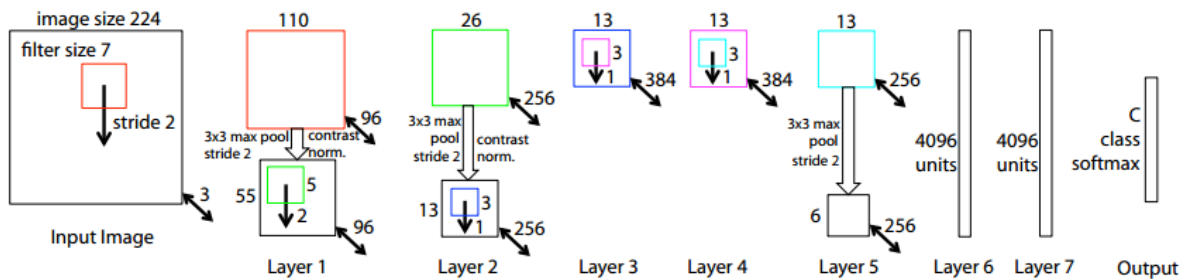 image size 224
filter size 7
stride 2
3
Input Image
110
96
3x3 max pool
stride 2
contrast
norm.
55
5
2
96
Layer 1
26
256
3x3 max
pool
stride 2
contrast
norm.
13
3
1
256
Layer 2
13
3
1
384
Layer 3
13
3
1
384
Layer 4
13
256
3x3 max
pool
stride 2
6
256
Layer 5
4096
units
Layer 6
4096
units
Layer 7
C
class
softmax
Output